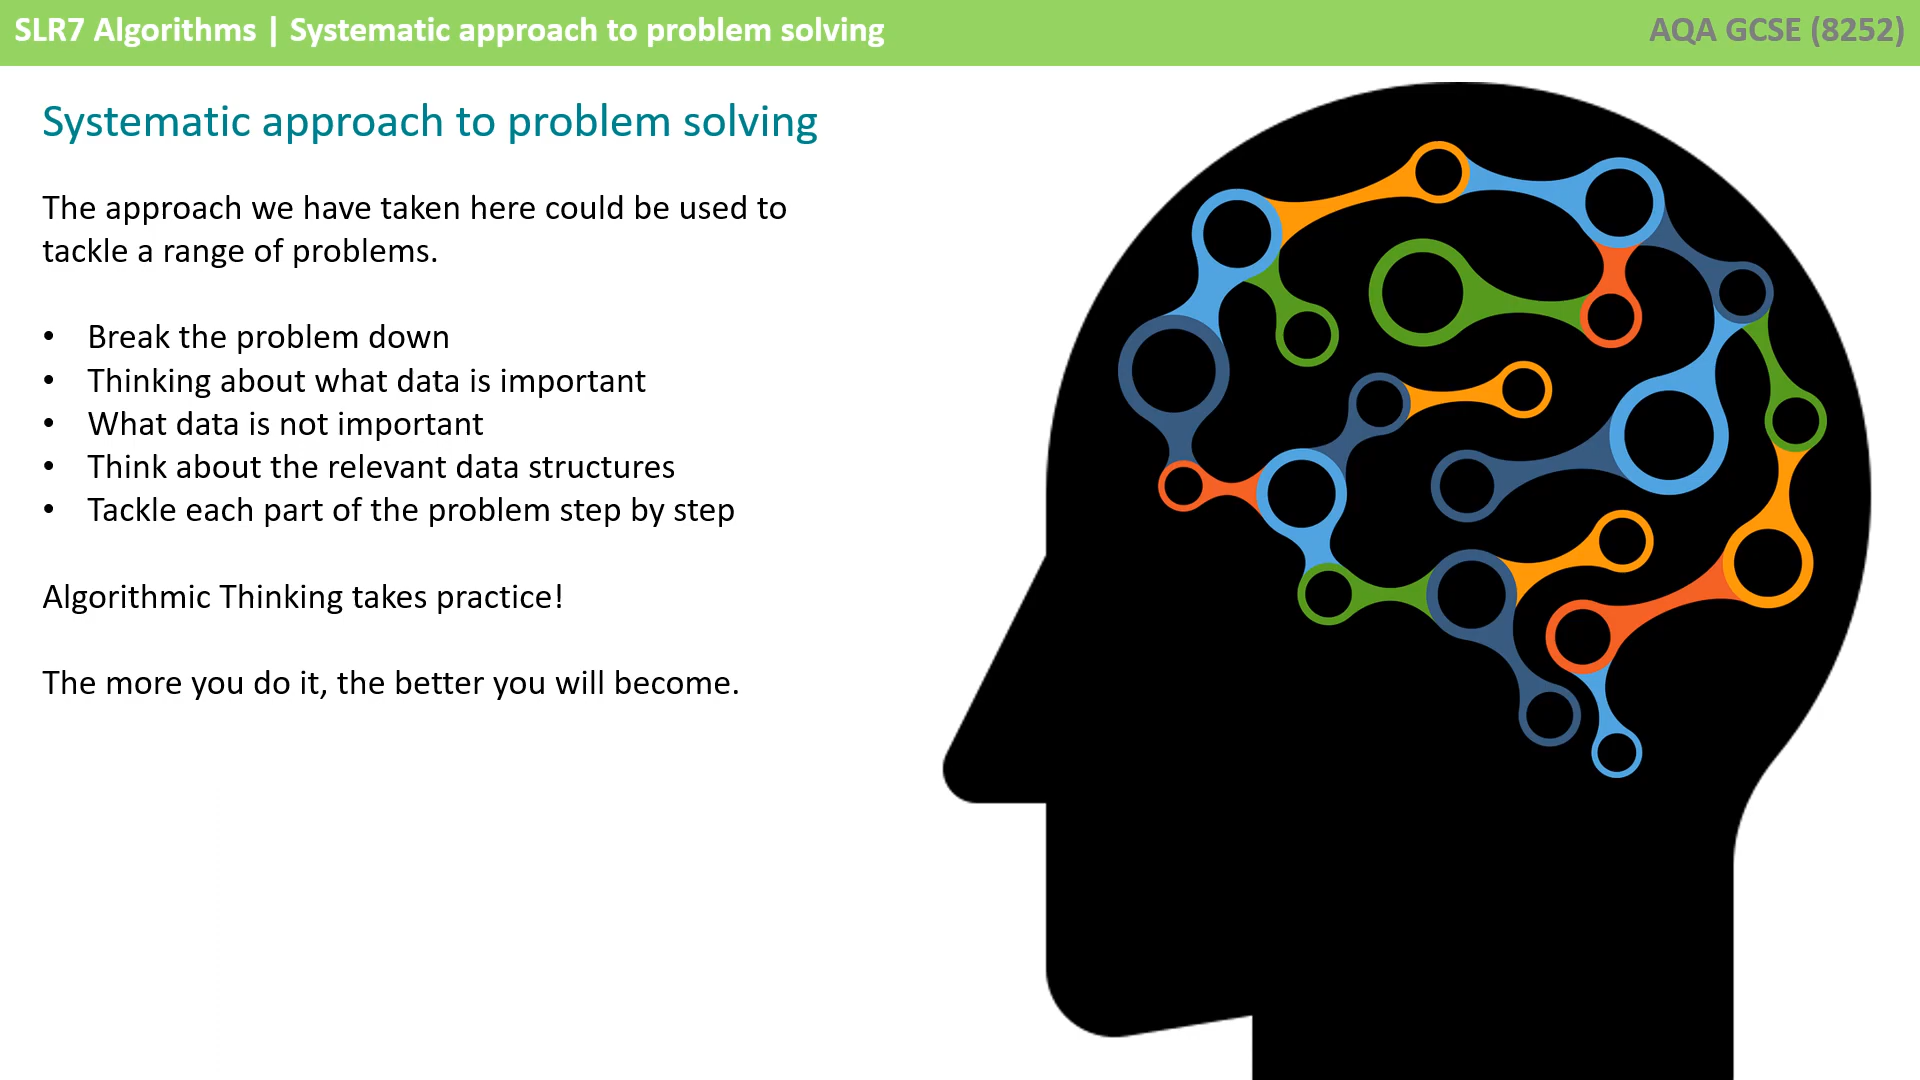 SLR7 Algorithms | Systematic approach to problem solving
AQA GCSE (8252)
Systematic approach to problem solving
The approach we have taken here could be used to
tackle a range of problems.
• Break the problem down
• Thinking about what data is important
• What data is not important
• Think about the relevant data structures
• Tackle each part of the problem step by step
Algorithmic Thinking takes practice!
The more you do it, the better you will become.